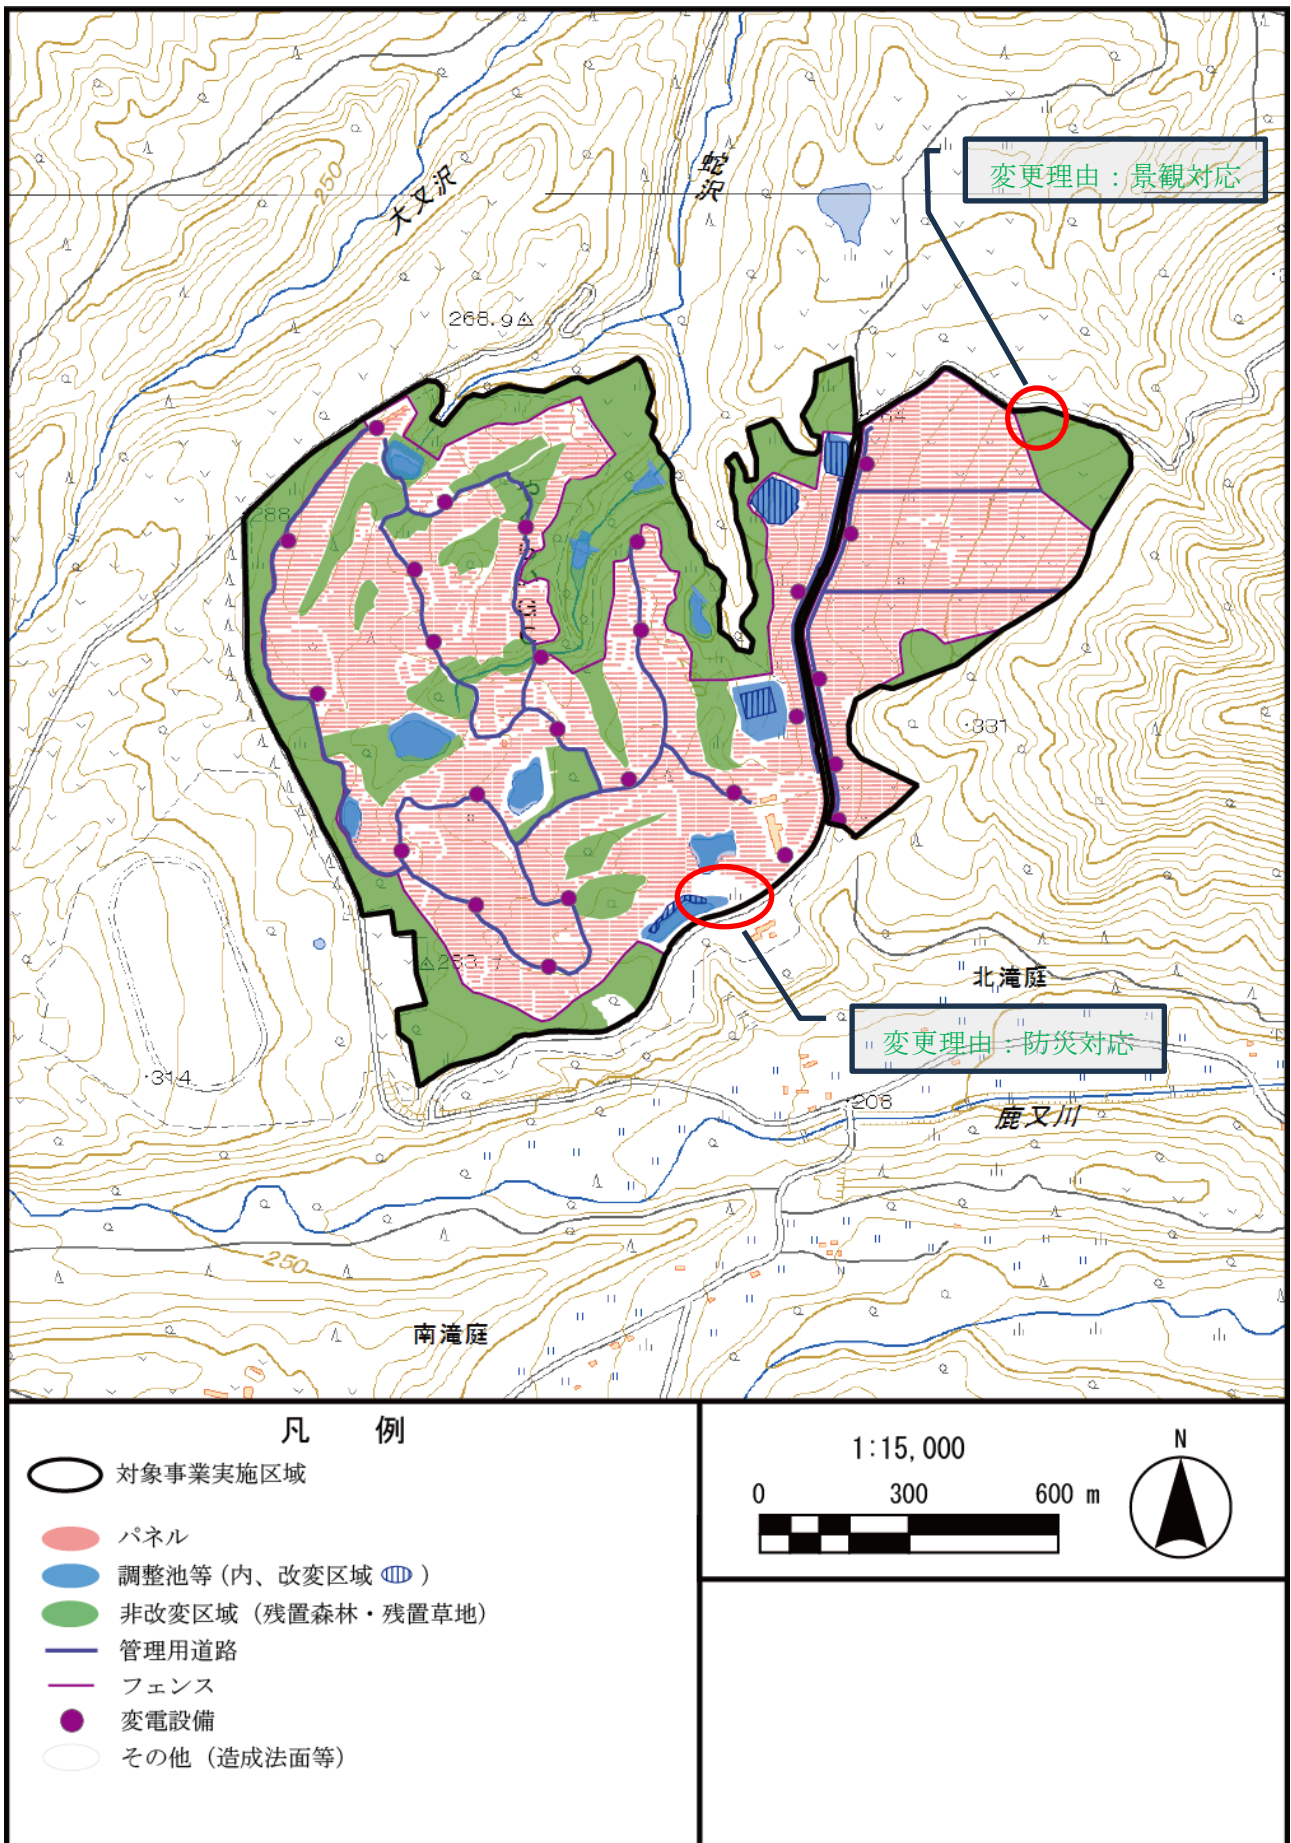 変更理由：景観対応
250
大又沢
蛇沢
268.9
288
331
263.7
北滝庭
変更理由：防災対応
314
208
鹿又川
250
南滝庭
凡　例
対象事業実施区域
パネル
調整池等（内、改変区域　）
非改変区域（残置森林・残置草地）
管理用道路
フェンス
変電設備
その他（造成法面等）
1:15,000
0 300 600 m
N